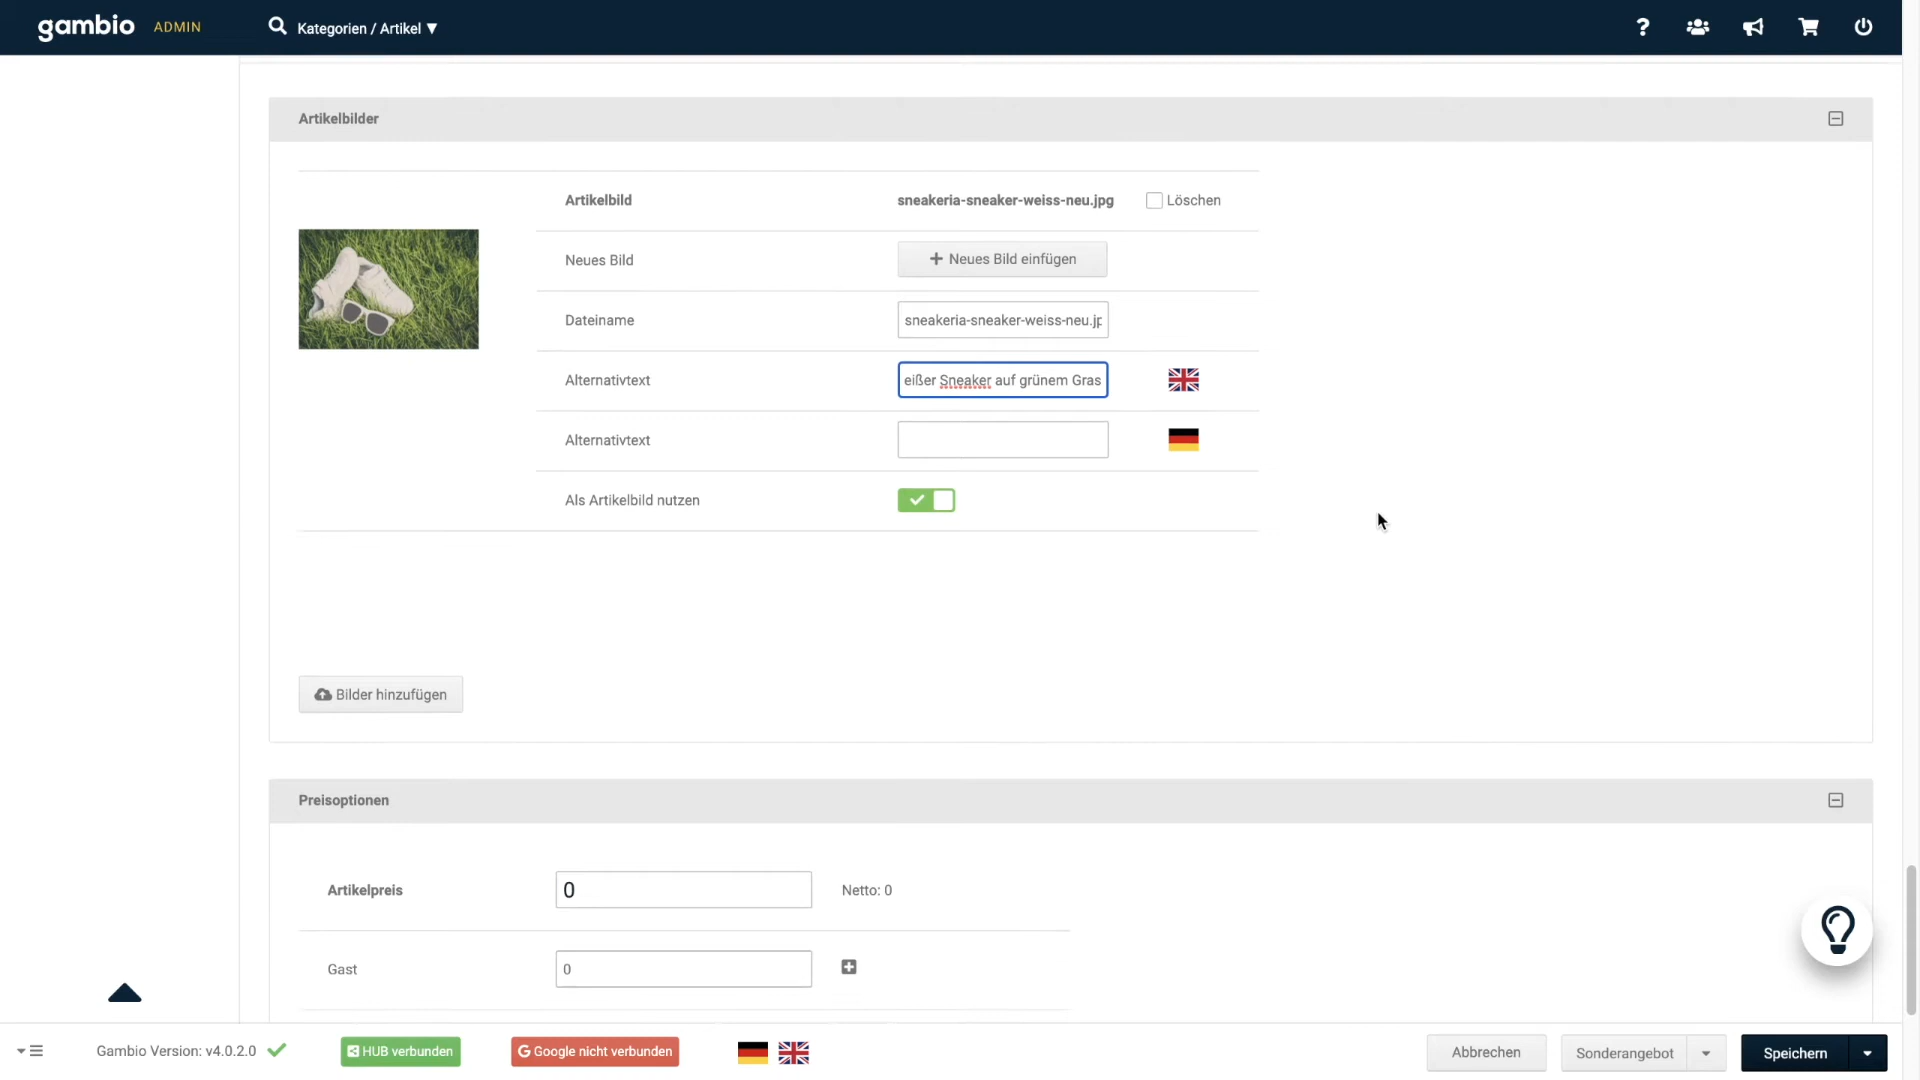 gambio ADMIN Kategorien / Artikel ▼ ?
Artikelbilder
Artikelbild sneakeria-sneaker-weiss-neu.jpg Löschen
Neues Bild + Neues Bild einfügen
Dateiname sneakeria-sneaker-weiss-neu.jp
Alternativtext eißer Sneaker auf grünem Gras
Alternativtext
Als Artikelbild nutzen
Bilder hinzufügen
Preisoptionen
Artikelpreis 0 Netto: 0
Gast 0
Gambio Version: v4.0.2.0 HUB verbunden G Google nicht verbunden Abbrechen Sonderangebot Speichern